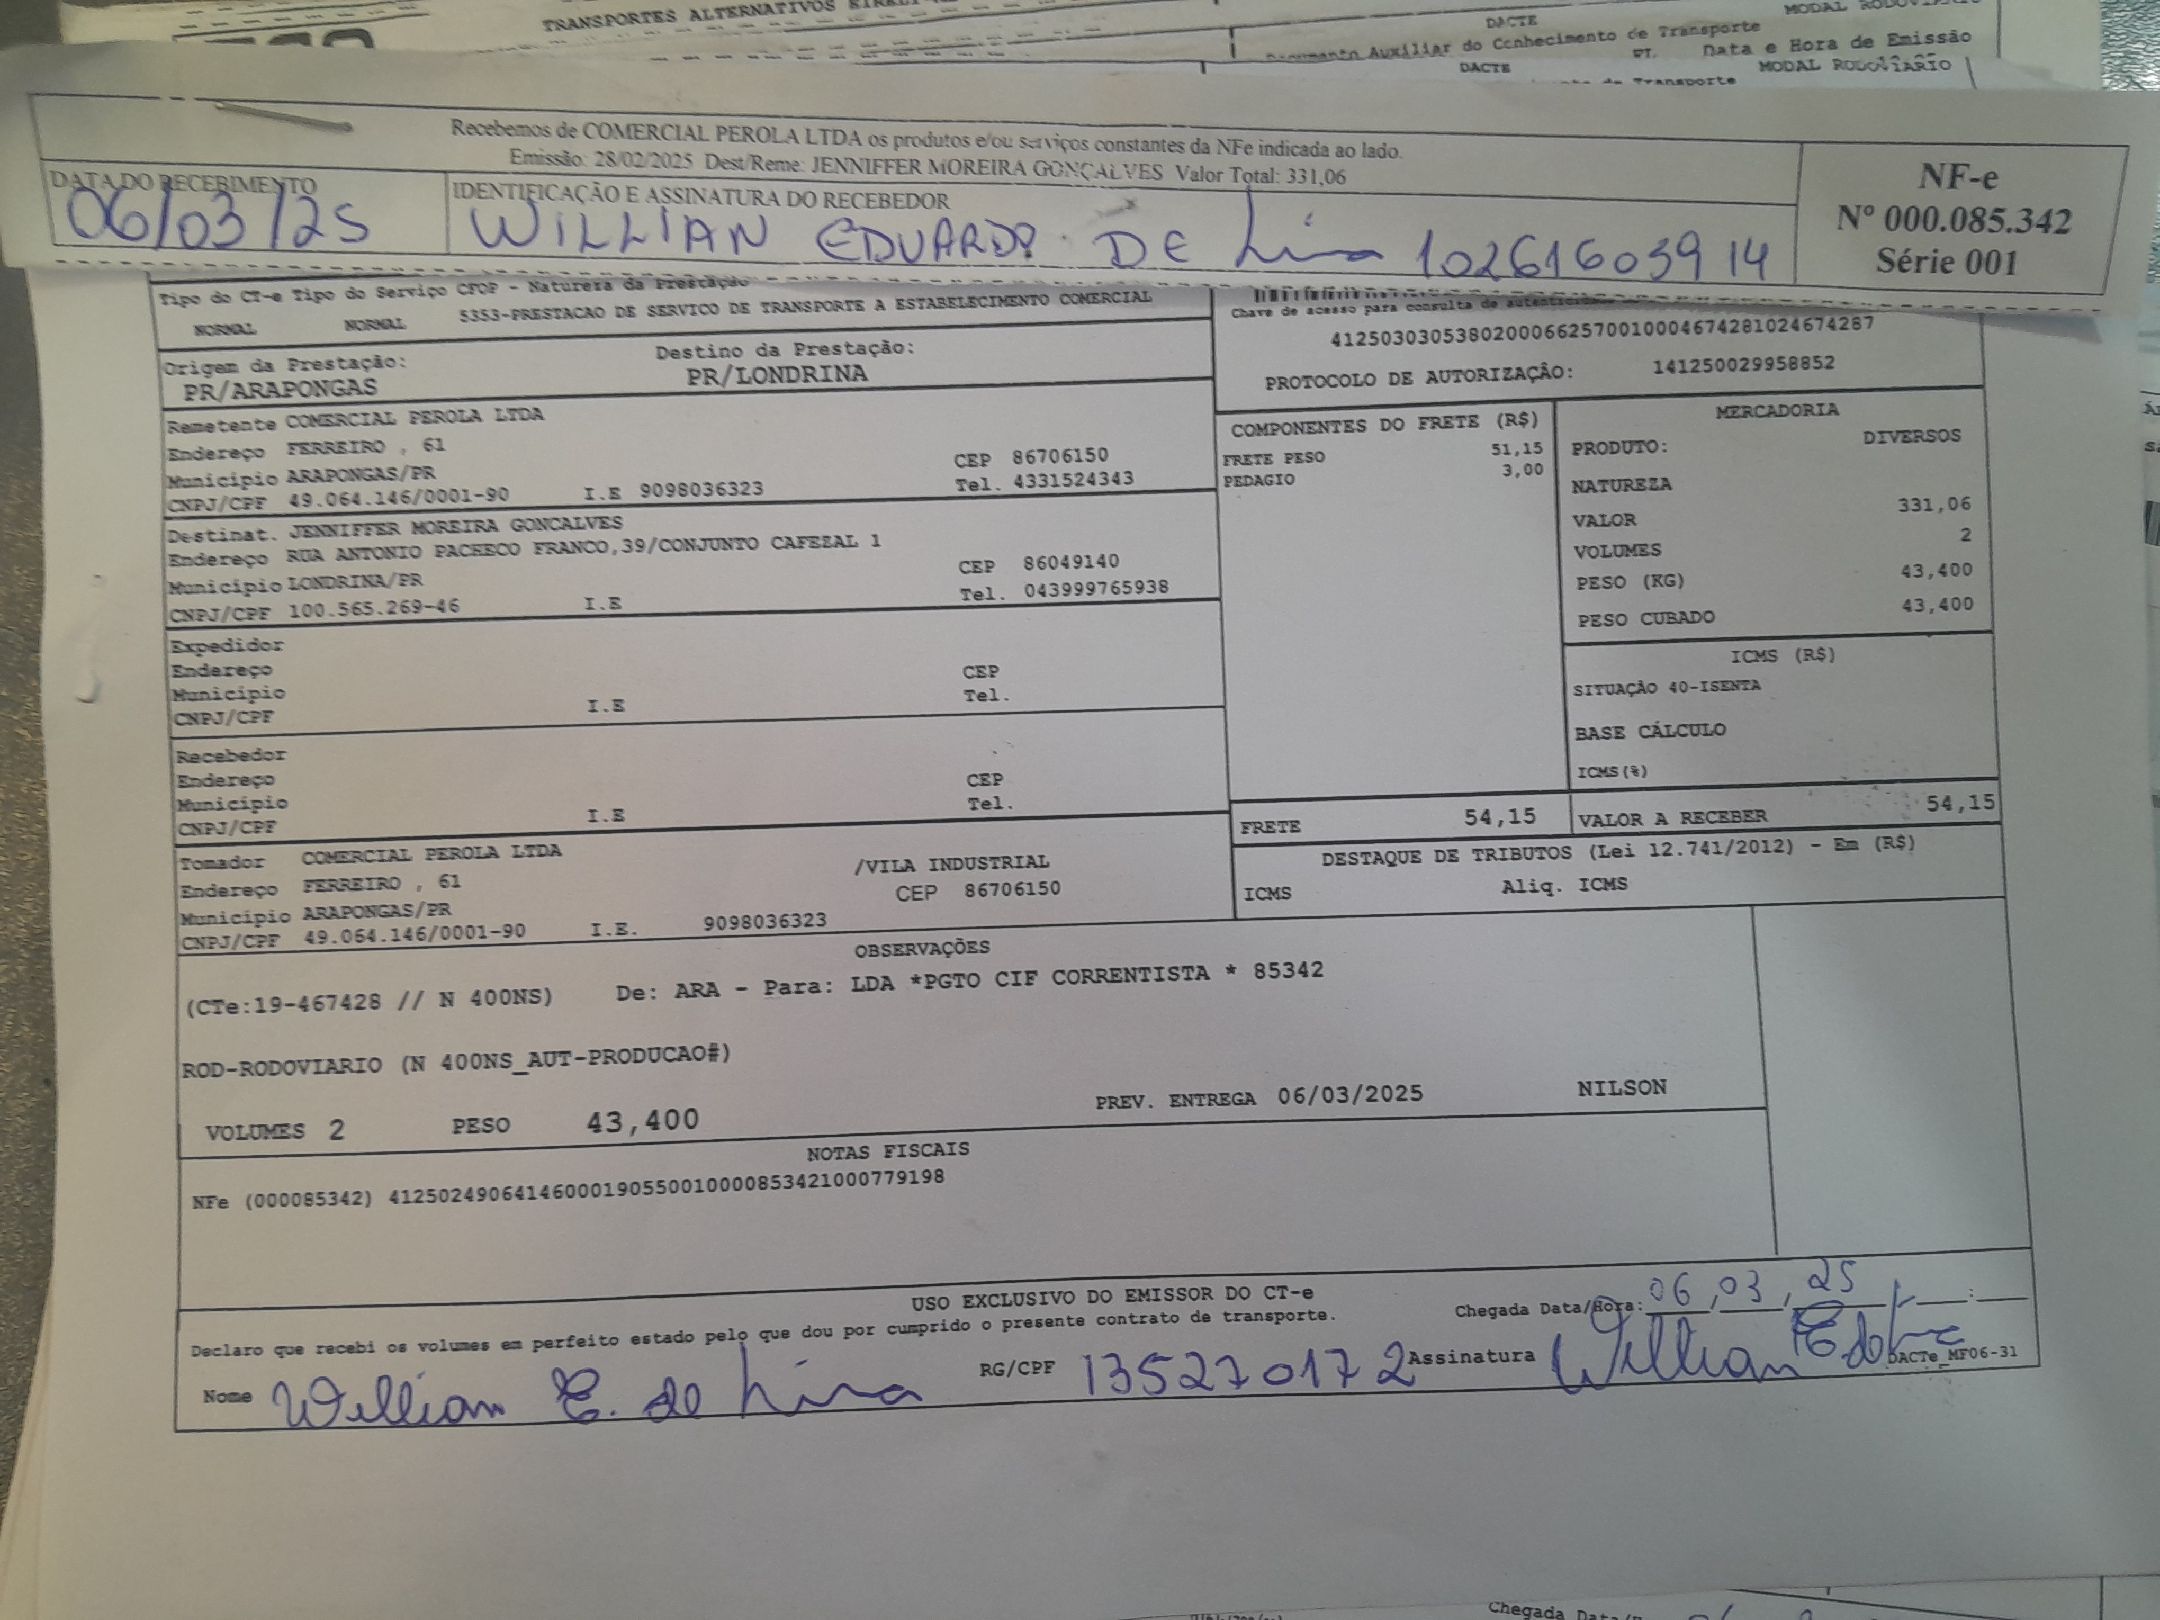 TRANSPORTES ALTERNATIVOS
DACTE
MODAL RODOVIARIO
Documento Auxiliar do Conhecimento de Transporte
Data e Hora de Emissão
DACTE
MODAL RODOVIARIO
de Transporte
Recebemos de COMERCIAL PEROLA LTDA os produtos e/ou serviços constantes da NFe indicada ao lado.
Emissão: 28/02/2025 Dest/Reme: JENNIFFER MOREIRA GONÇALVES Valor Total: 331,06
NF-e
Nº 000.085.342
Série 001
DATA DO RECEBIMENTO
06/03/25
IDENTIFICAÇÃO E ASSINATURA DO RECEBEDOR
WILLIAN EDUARDO DE Lima 10261603914
Tipo do CT-e Tipo do Serviço CFOP - Natureza da Prestação
NORMAL NORMAL 5353-PRESTACAO DE SERVICO DE TRANSPORTE A ESTABELECIMENTO COMERCIAL
Chave de acesso para consulta de
41250303053802000662570010004674281024674287
PROTOCOLO DE AUTORIZAÇÃO: 141250029958852
Origem da Prestação: Destino da Prestação:
PR/ARAPONGAS PR/LONDRINA
Remetente COMERCIAL PEROLA LTDA
Endereço FERREIRO , 61
Município ARAPONGAS/PR CEP 86706150
CNPJ/CPF 49.064.146/0001-90 I.E 9098036323 Tel. 4331524343
Destinat. JENNIFFER MOREIRA GONCALVES
Endereço RUA ANTONIO PACHECO FRANCO,39/CONJUNTO CAFEZAL 1
Município LONDRINA/PR CEP 86049140
CNPJ/CPF 100.565.269-46 I.E Tel. 043999765938
Expedidor
Endereço
Município CEP
CNPJ/CPF I.E Tel.
Recebedor
Endereço
Município CEP
CNPJ/CPF I.E Tel.
Tomador COMERCIAL PEROLA LTDA
Endereço FERREIRO , 61 /VILA INDUSTRIAL
Município ARAPONGAS/PR CEP 86706150
CNPJ/CPF 49.064.146/0001-90 I.E. 9098036323
COMPONENTES DO FRETE (R$)
FRETE PESO 51,15
PEDAGIO 3,00
MERCADORIA
PRODUTO: DIVERSOS
NATUREZA
VALOR 331,06
VOLUMES 2
PESO (KG) 43,400
PESO CUBADO 43,400
ICMS (R$)
SITUAÇÃO 40-ISENTA
BASE CÁLCULO
ICMS(%)
FRETE 54,15 VALOR A RECEBER 54,15
DESTAQUE DE TRIBUTOS (Lei 12.741/2012) - Em (R$)
ICMS Aliq. ICMS
OBSERVAÇÕES
(CTe:19-467428 // N 400NS) De: ARA - Para: LDA *PGTO CIF CORRENTISTA * 85342
ROD-RODOVIARIO (N 400NS_AUT-PRODUCAO#)
VOLUMES 2 PESO 43,400 PREV. ENTREGA 06/03/2025 NILSON
NOTAS FISCAIS
NFe (000085342) 41250249064146000190550010000853421000779198
USO EXCLUSIVO DO EMISSOR DO CT-e
Declaro que recebi os volumes em perfeito estado pelo que dou por cumprido o presente contrato de transporte.
Chegada Data/Hora: 06,03,25
Nome Willian E. de Lima RG/CPF 135270172 Assinatura Willian
DACTe_MF06-31
Chegada